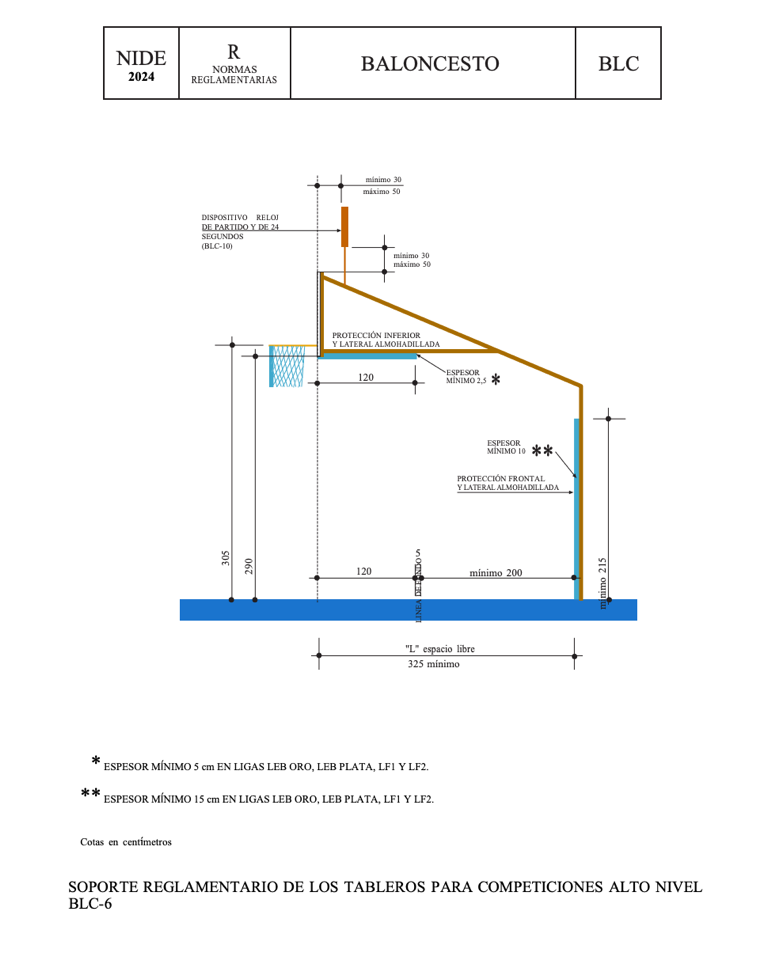 NIDE
2024
R
NORMAS
REGLAMENTARIAS
BALONCESTO
BLC
mínimo 30
máximo 50
DISPOSITIVO RELOJ
DE PARTIDO Y DE 24
SEGUNDOS
(BLC-10)
mínimo 30
máximo 50
PROTECCIÓN INFERIOR
Y LATERAL ALMOHADILLADA
120
ESPESOR
MÍNIMO 2,5 *
ESPESOR
MÍNIMO 10 **
PROTECCIÓN FRONTAL
Y LATERAL ALMOHADILLADA
305
290
120
5
LINEA DE FONDO
mínimo 200
mínimo 215
"L" espacio libre
325 mínimo
* ESPESOR MÍNIMO 5 cm EN LIGAS LEB ORO, LEB PLATA, LF1 Y LF2.
** ESPESOR MÍNIMO 15 cm EN LIGAS LEB ORO, LEB PLATA, LF1 Y LF2.
Cotas en centímetros
SOPORTE REGLAMENTARIO DE LOS TABLEROS PARA COMPETICIONES ALTO NIVEL
BLC-6